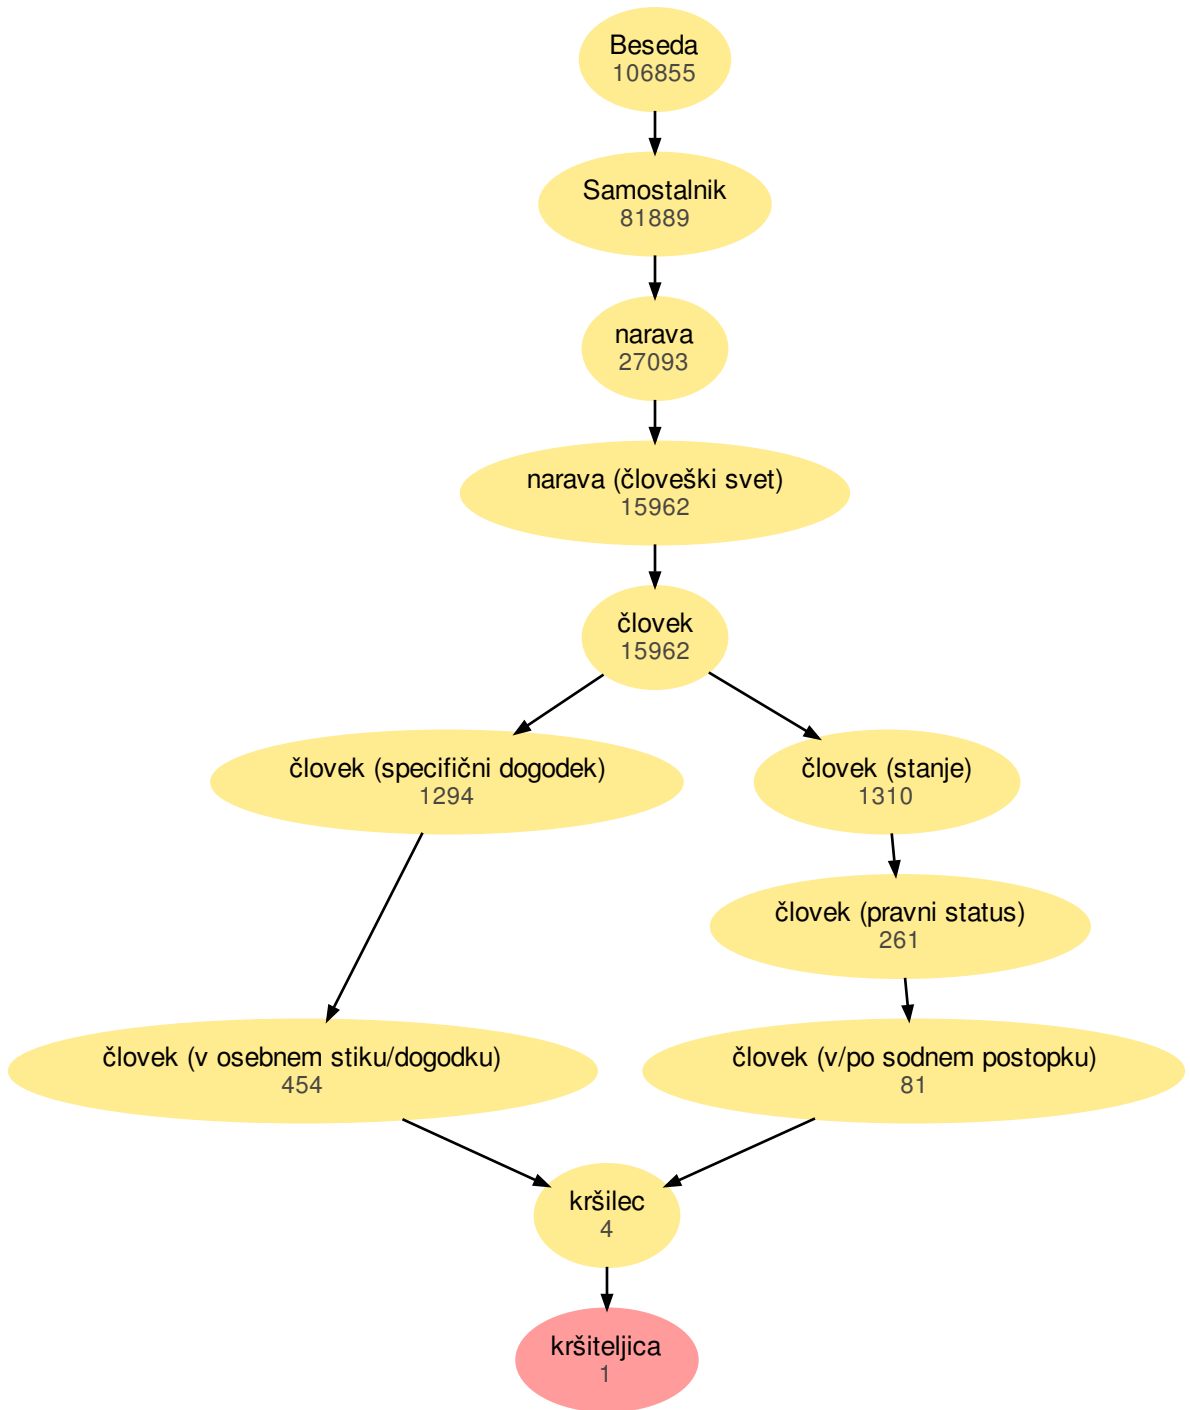 Beseda
106855
Samostalnik
81889
narava
27093
narava (človeški svet)
15962
človek
15962
človek (specifični dogodek)
1294
človek (stanje)
1310
človek (pravni status)
261
človek (v osebnem stiku/dogodku)
454
človek (v/po sodnem postopku)
81
kršilec
4
kršiteljica
1